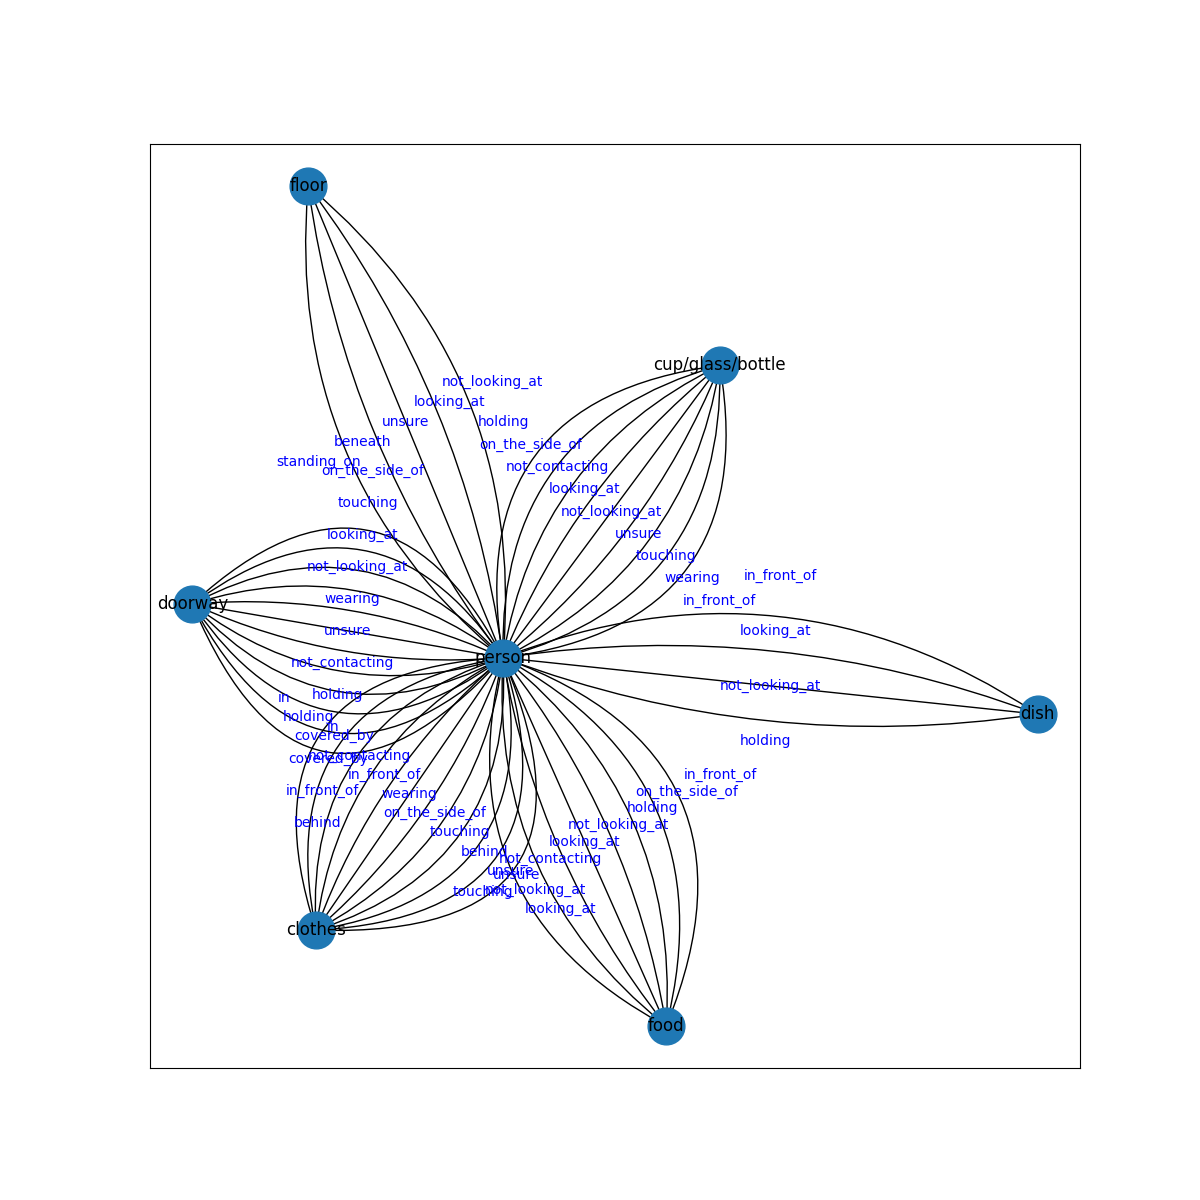 floor
cup/glass/bottle
not_looking_at
looking_at
unsure
holding
beneath
on_the_side_of
standing_on
on_the_side_of
not_contacting
looking_at
touching
not_looking_at
looking_at
unsure
not_looking_at
touching
wearing
in_front_of
doorway
wearing
in_front_of
unsure
looking_at
person
not_contacting
not_looking_at
in
holding
holding
in
dish
covered_by
holding
covered_by
not_contacting
in_front_of
in_front_of
in_front_of
wearing
on_the_side_of
behind
on_the_side_of
holding
touching
not_looking_at
behind
looking_at
not_contacting
unsure
unsure
touching
not_looking_at
looking_at
clothes
food